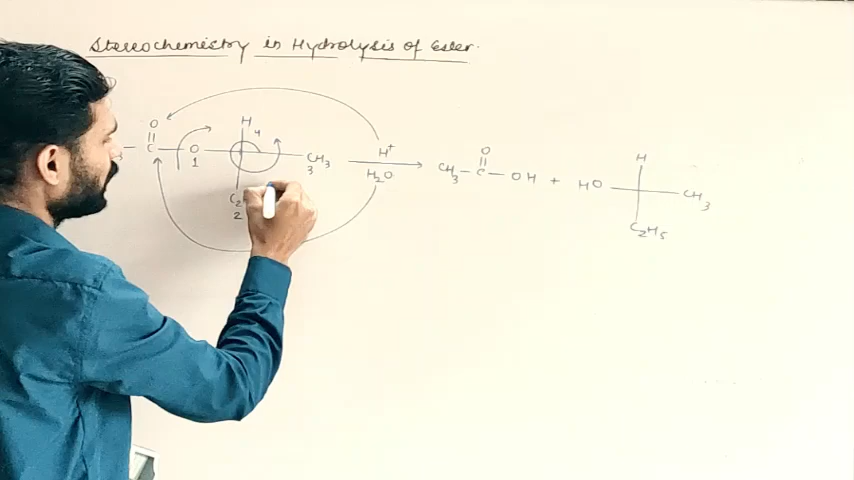 Stereochemistry in Hydrolysis of Ester.
O H
4
C - O CH3 H+ H2O
1 3
2
O H
CH3 - C - OH + HO CH3
C2H5